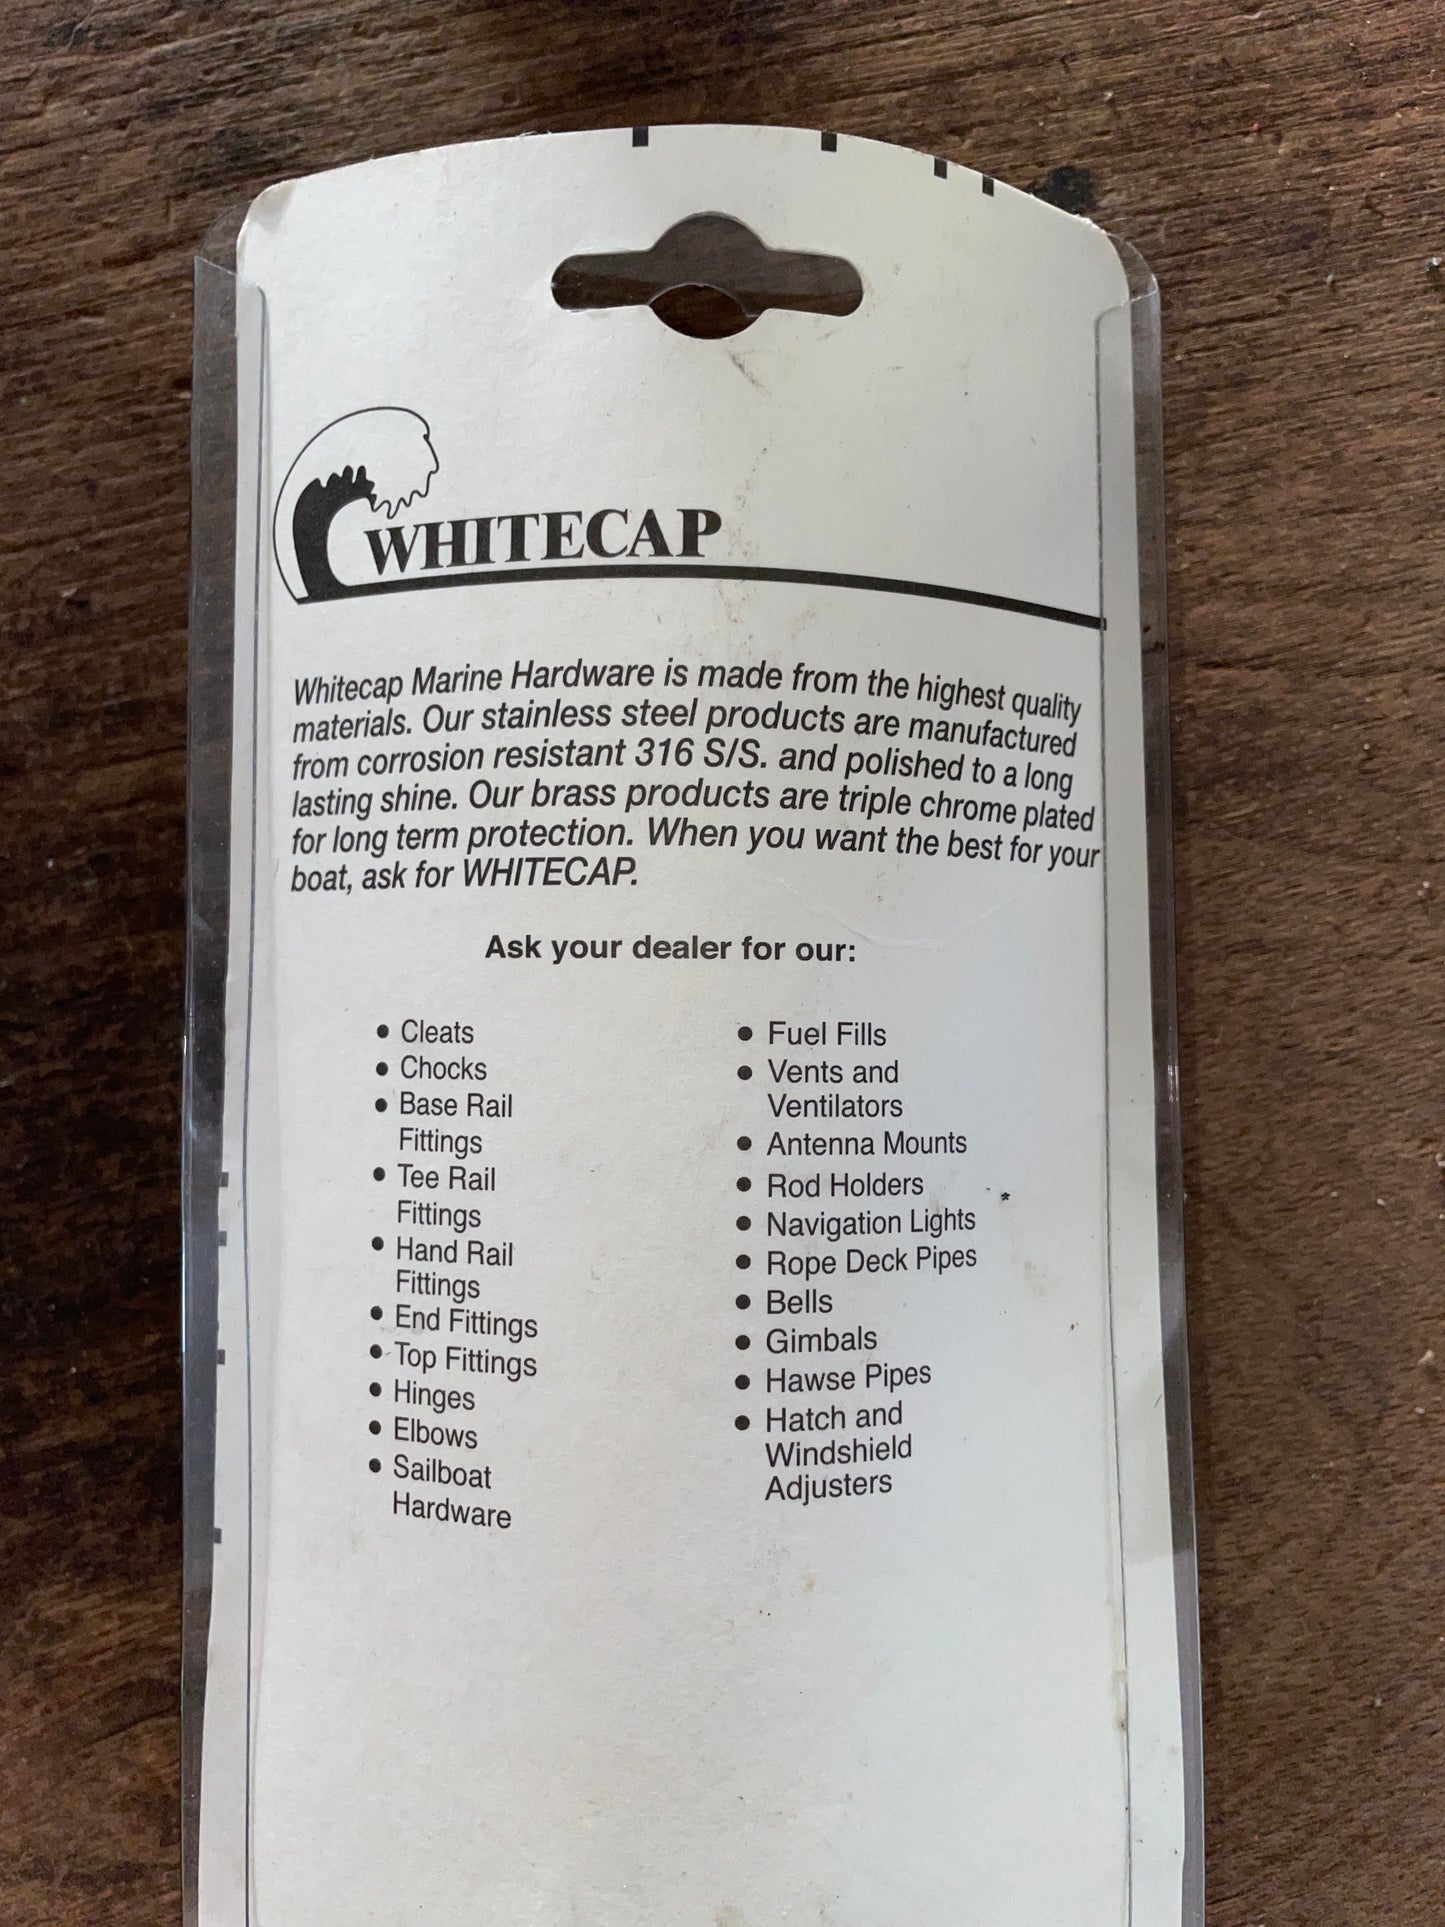 WHITECAP
Whitecap Marine Hardware is made from the highest quality
materials. Our stainless steel products are manufactured
from corrosion resistant 316 S/S. and polished to a long
lasting shine. Our brass products are triple chrome plated
for long term protection. When you want the best for your
boat, ask for WHITECAP.
Ask your dealer for our:
• Cleats
• Chocks
• Base Rail
Fittings
• Tee Rail
Fittings
• Hand Rail
Fittings
• End Fittings
• Top Fittings
• Hinges
• Elbows
• Sailboat
Hardware
• Fuel Fills
• Vents and
Ventilators
• Antenna Mounts
• Rod Holders
• Navigation Lights
• Rope Deck Pipes
• Bells
• Gimbals
• Hawse Pipes
• Hatch and
Windshield
Adjusters